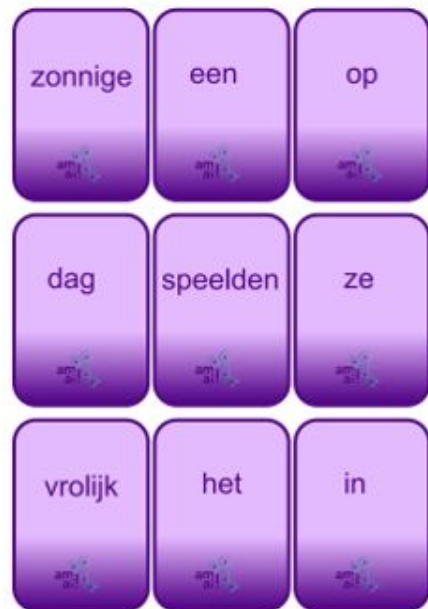 zonnige een op
dag speelden ze
vrolijk het in